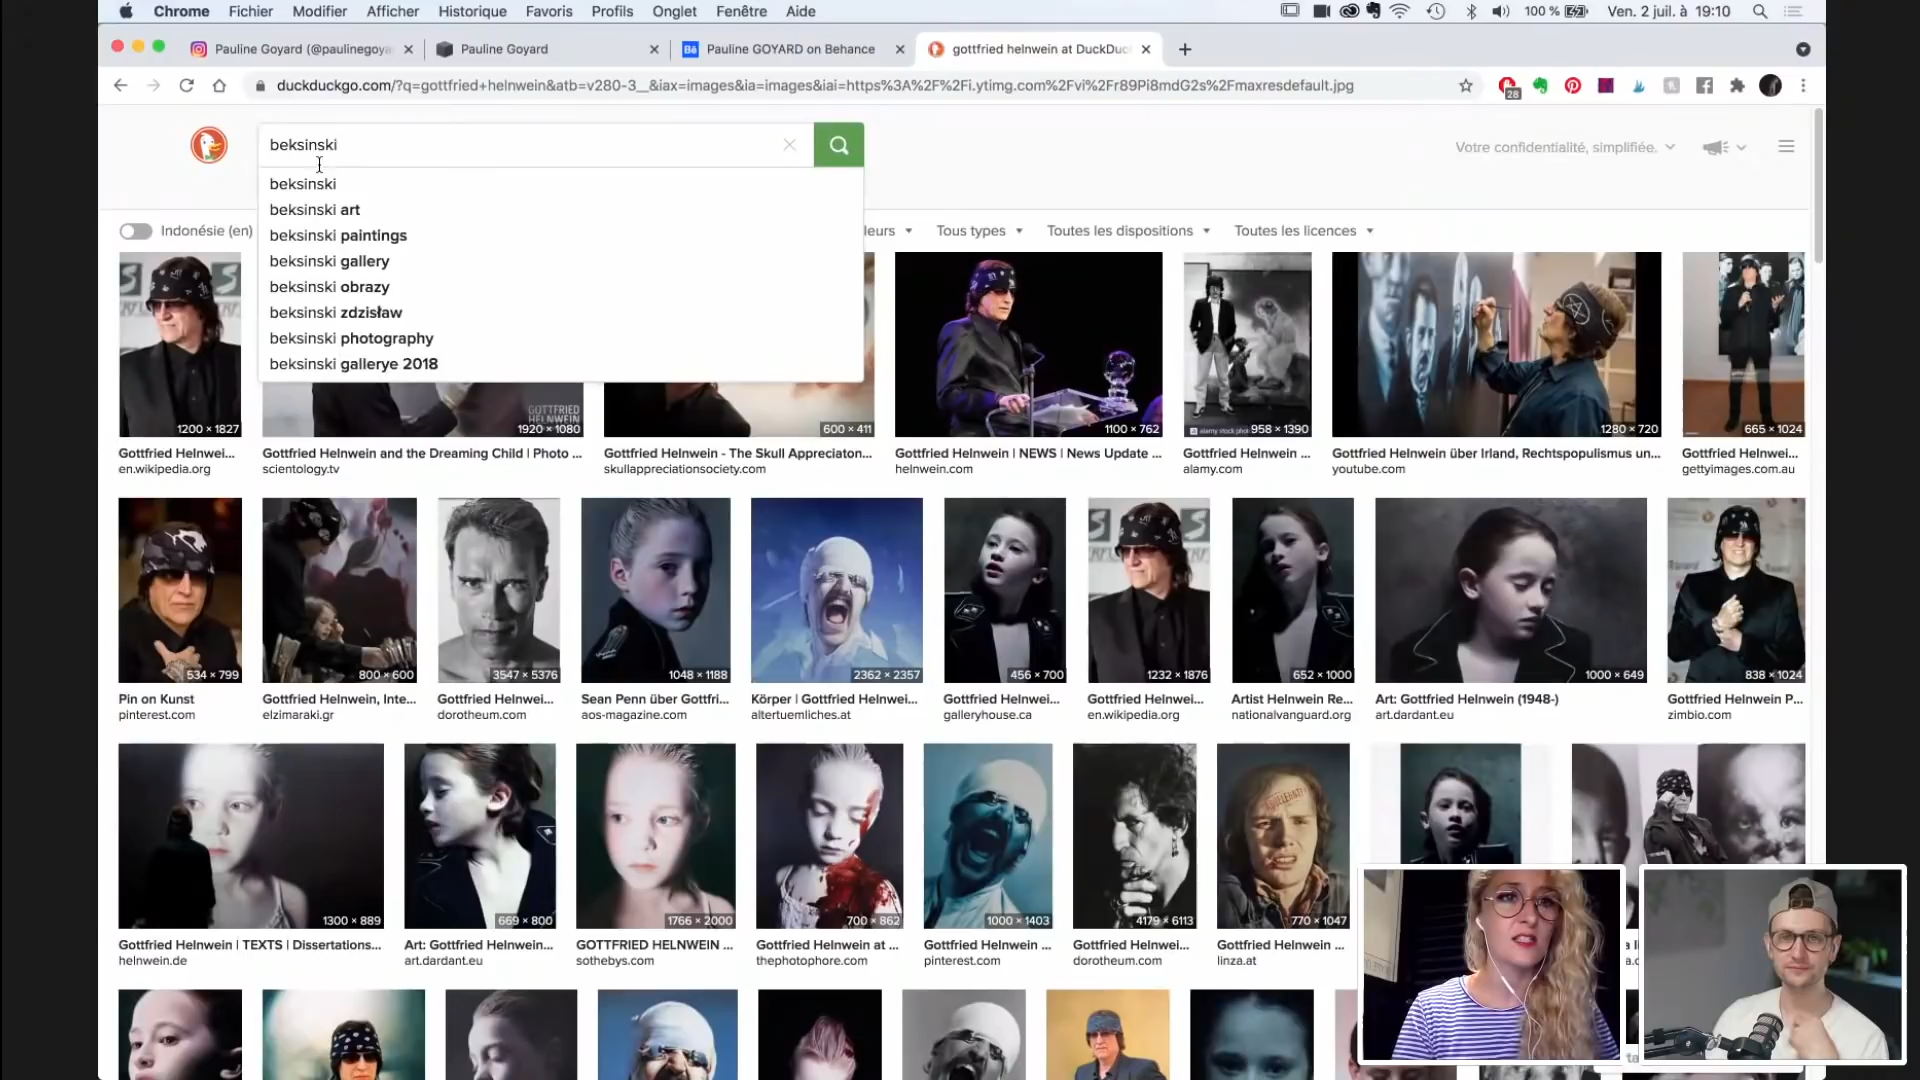 Chrome Fichier Modifier Afficher Historique Favoris Profils Onglet Fenêtre Aide 100 % Ven. 2 juil. à 19:10
Pauline Goyard (@paulinegoya Pauline Goyard Pauline GOYARD on Behance gottfried helnwein at DuckDuc
duckduckgo.com/?q=gottfried+helnwein&atb=v280-3__&iax=images&ia=images&iai=https%3A%2F%2Fi.ytimg.com%2Fvi%2Fr89Pi8mdG2s%2Fmaxresdefault.jpg 28
beksinski
Votre confidentialité, simplifiée.
beksinski
beksinski art
beksinski paintings
beksinski gallery
beksinski obrazy
beksinski zdzisław
beksinski photography
beksinski gallerye 2018
Indonésie (en) leurs Tous types Toutes les dispositions Toutes les licences
GOTTFRIED HELNWEIN
1200 × 1827 1920 × 1080 600 × 411 1100 × 762 alamy stock 958 × 1390 1280 × 720 665 × 1024
Gottfried Helnwei... Gottfried Helnwein and the Dreaming Child | Photo ... Gottfried Helnwein - The Skull Appreciaton... Gottfried Helnwein | NEWS | News Update ... Gottfried Helnwein ... Gottfried Helnwein über Irland, Rechtspopulismus un... Gottfried Helnwei...
en.wikipedia.org scientology.tv skullappreciationsociety.com helnwein.com alamy.com youtube.com gettyimages.com.au
534 × 799 800 × 600 3547 × 5376 1048 × 1188 2362 × 2357 456 × 700 1232 × 1876 652 × 1000 1000 × 649 838 × 1024
Pin on Kunst Gottfried Helnwein, Inte... Gottfried Helnwei... Sean Penn über Gottfri... Körper | Gottfried Helnwei... Gottfried Helnwei... Gottfried Helnwei... Artist Helnwein Re... Art: Gottfried Helnwein (1948-) Gottfried Helnwein P...
pinterest.com elzimaraki.gr dorotheum.com aos-magazine.com altertuemliches.at galleryhouse.ca en.wikipedia.org nationalvanguard.org art.dardant.eu zimbio.com
1300 × 889 669 × 800 1766 × 2000 700 × 862 1000 × 1403 4179 × 6113 770 × 1047
Gottfried Helnwein | TEXTS | Dissertations... Art: Gottfried Helnwein... GOTTFRIED HELNWEIN ... Gottfried Helnwein at ... Gottfried Helnwein ... Gottfried Helnwei... Gottfried Helnwein ...
helnwein.de art.dardant.eu sothebys.com thephotophore.com pinterest.com dorotheum.com linza.at